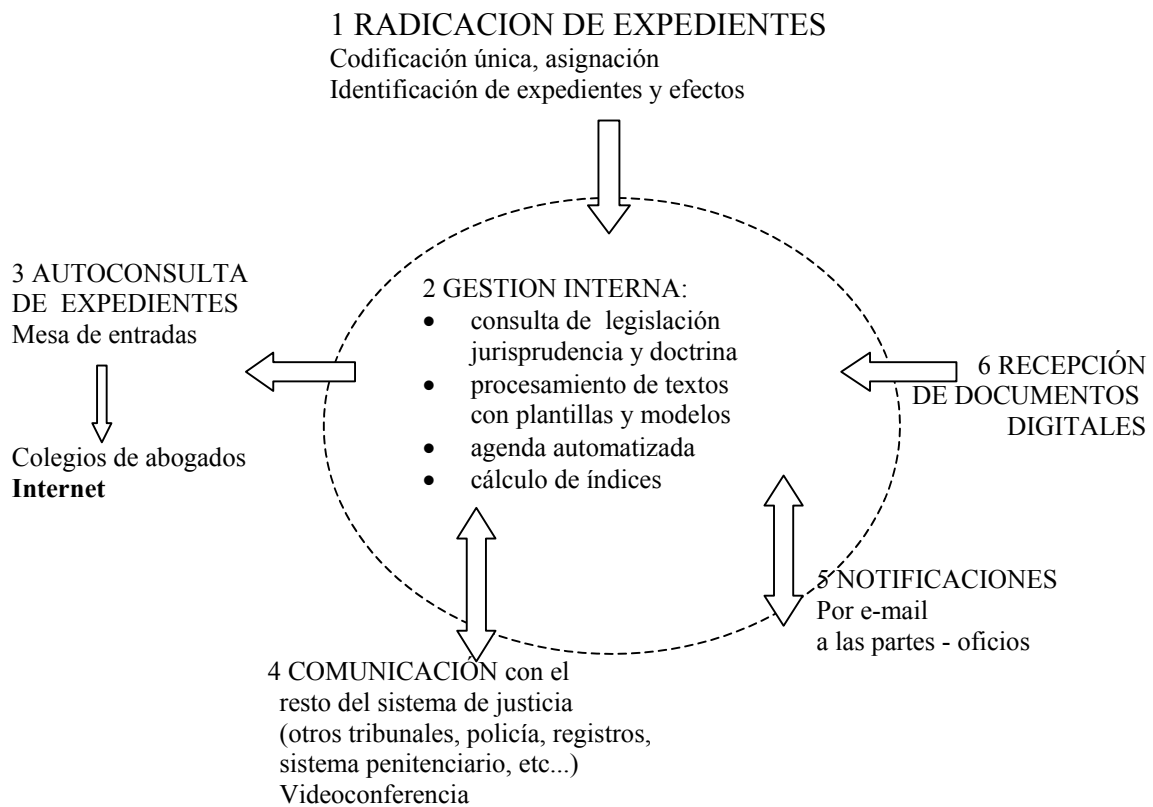 1 RADICACION DE EXPEDIENTES
Codificación única, asignación
Identificación de expedientes y efectos
2 GESTION INTERNA:
• consulta de legislación
jurisprudencia y doctrina
• procesamiento de textos
con plantillas y modelos
• agenda automatizada
• cálculo de índices
3 AUTOCONSULTA
DE EXPEDIENTES
Mesa de entradas
Colegios de abogados
Internet
4 COMUNICACIÓN con el
resto del sistema de justicia
(otros tribunales, policía, registros,
sistema penitenciario, etc...)
Videoconferencia
5 NOTIFICACIONES
Por e-mail
a las partes - oficios
6 RECEPCIÓN
DE DOCUMENTOS
DIGITALES